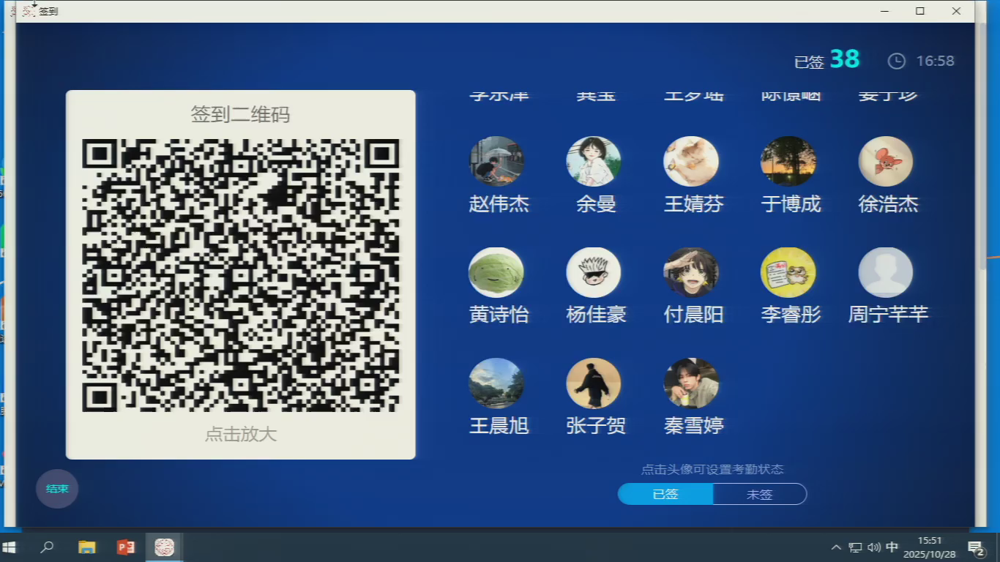 签到
已签 38 16:58
签到二维码
赵伟杰 余曼 王婧芬 于博成 徐浩杰
黄诗怡 杨佳豪 付晨阳 李睿彤 周宁芊芊
王晨旭 张子贺 秦雪婷
点击放大
点击头像可设置考勤状态
结束
已签 未签
中
15:51
2025/10/28
2